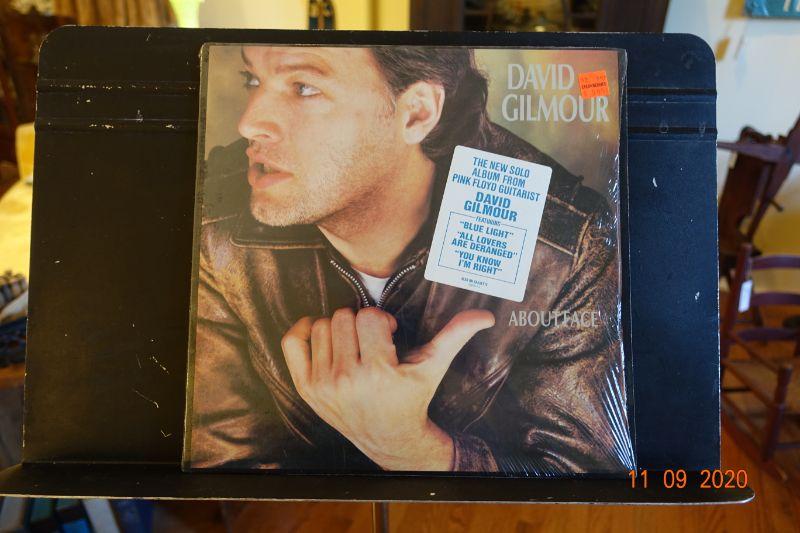 DAVID
GILMOUR
THE NEW SOLO
ALBUM FROM
PINK FLOYD GUITARIST
DAVID
GILMOUR
FEATURING
"BLUE LIGHT"
"ALL LOVERS
ARE DERANGED"
"YOU KNOW
I'M RIGHT"
ABOUT FACE
11 09 2020